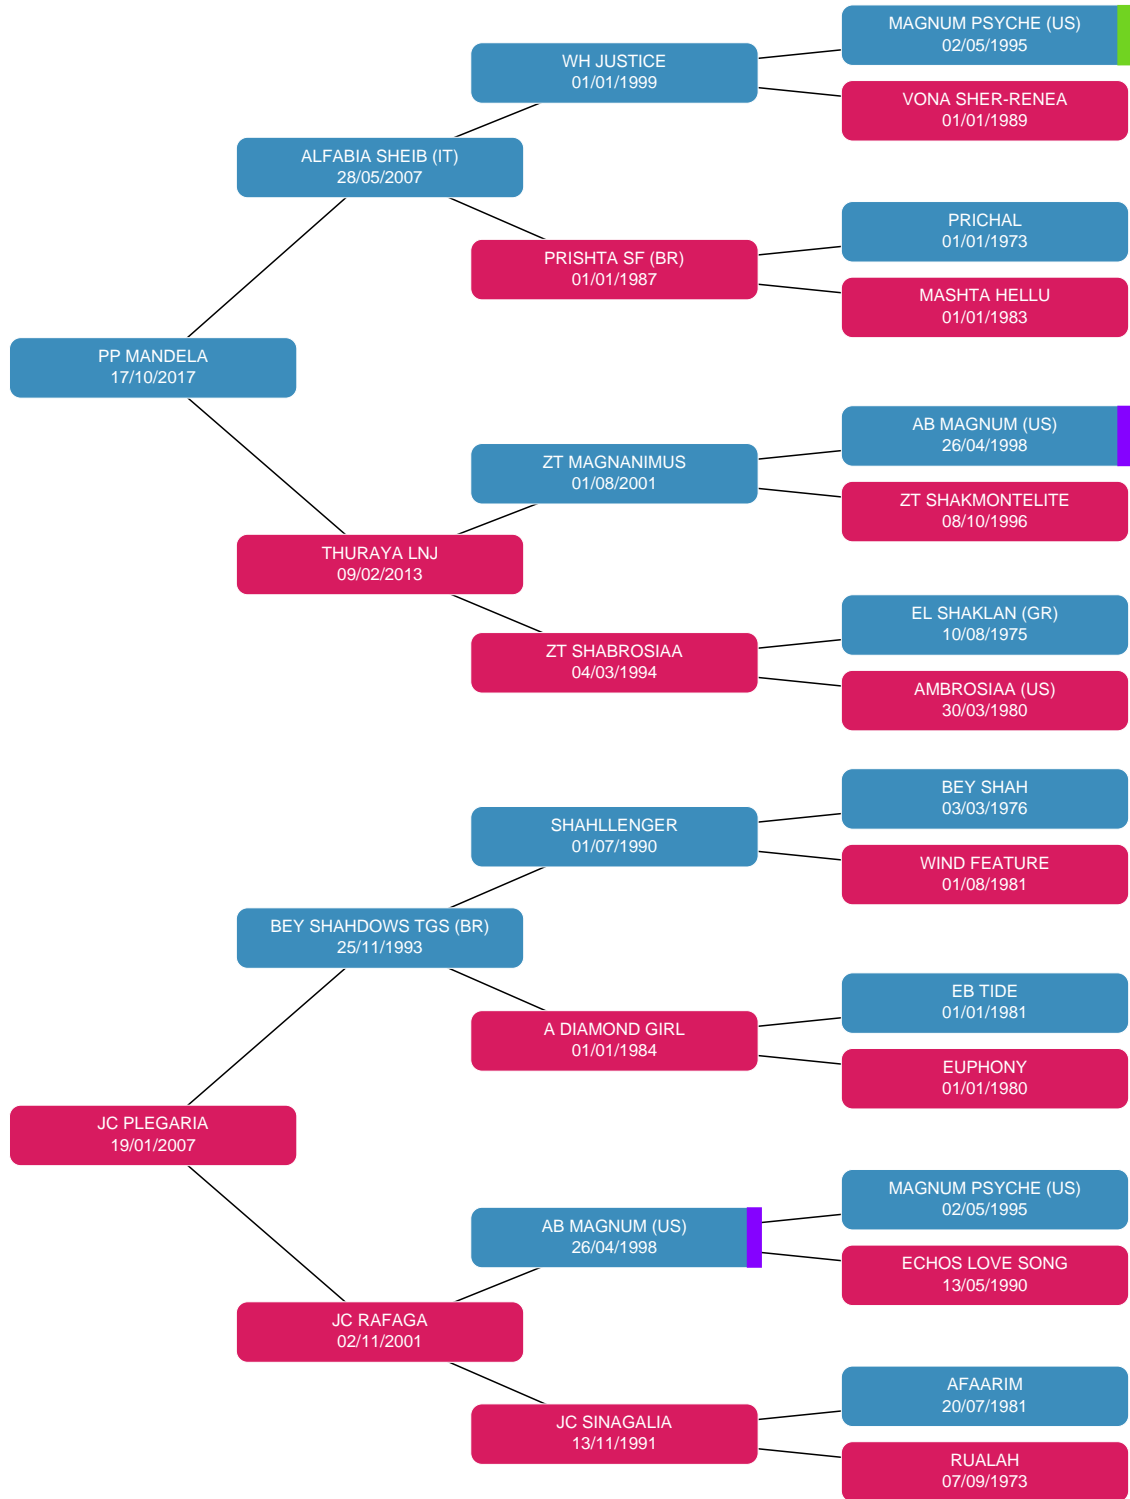 MAGNUM PSYCHE (US)
02/05/1995
WH JUSTICE
01/01/1999
VONA SHER-RENEA
01/01/1989
ALFABIA SHEIB (IT)
28/05/2007
PRICHAL
01/01/1973
PRISHTA SF (BR)
01/01/1987
MASHTA HELLU
01/01/1983
PP MANDELA
17/10/2017
AB MAGNUM (US)
26/04/1998
ZT MAGNANIMUS
01/08/2001
ZT SHAKMONTELITE
08/10/1996
THURAYA LNJ
09/02/2013
EL SHAKLAN (GR)
10/08/1975
ZT SHABROSIAA
04/03/1994
AMBROSIAA (US)
30/03/1980
BEY SHAH
03/03/1976
SHAHLLENGER
01/07/1990
WIND FEATURE
01/08/1981
BEY SHAHDOWS TGS (BR)
25/11/1993
EB TIDE
01/01/1981
A DIAMOND GIRL
01/01/1984
EUPHONY
01/01/1980
JC PLEGARIA
19/01/2007
MAGNUM PSYCHE (US)
02/05/1995
AB MAGNUM (US)
26/04/1998
ECHOS LOVE SONG
13/05/1990
JC RAFAGA
02/11/2001
AFAARIM
20/07/1981
JC SINAGALIA
13/11/1991
RUALAH
07/09/1973